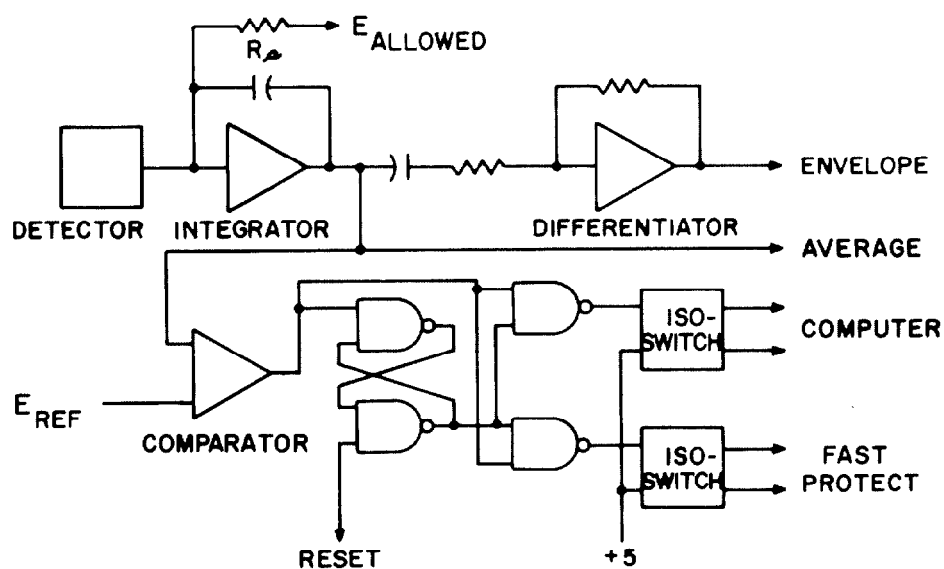 E ALLOWED
R
ENVELOPE
DETECTOR
INTEGRATOR
DIFFERENTIATOR
AVERAGE
ISO-
SWITCH
COMPUTER
E REF
COMPARATOR
ISO-
SWITCH
FAST
PROTECT
RESET
+5